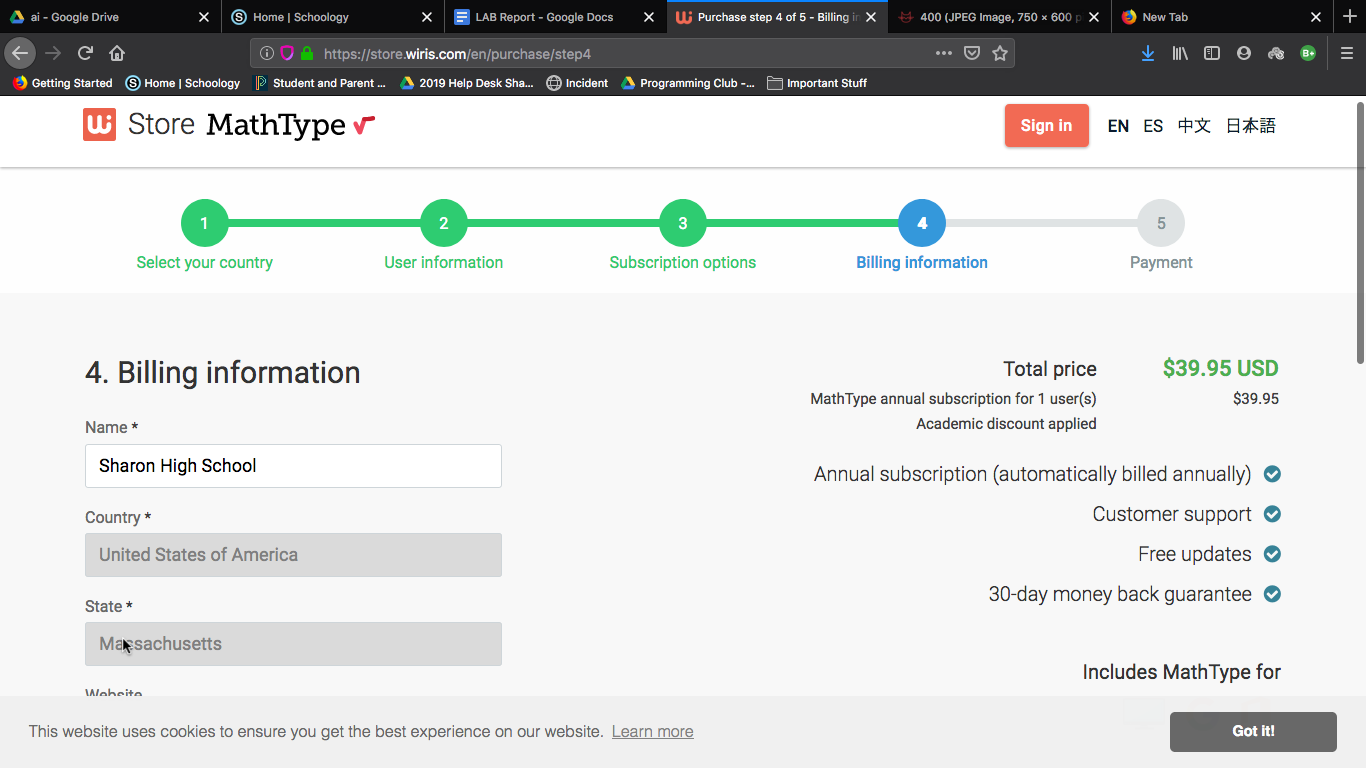 ai - Google Drive
Home | Schoology
LAB Report - Google Docs
Purchase step 4 of 5 - Billing in
400 (JPEG Image, 750 × 600 p
New Tab
https://store.wiris.com/en/purchase/step4
Getting Started
Home | Schoology
Student and Parent ...
2019 Help Desk Sha...
Incident
Programming Club -...
Important Stuff
Store MathType
Sign in
EN ES 中文 日本語
1
2
3
4
5
Select your country
User information
Subscription options
Billing information
Payment
4. Billing information
Total price $39.95 USD
MathType annual subscription for 1 user(s) $39.95
Academic discount applied
Name *
Sharon High School
Annual subscription (automatically billed annually)
Country *
Customer support
United States of America
Free updates
30-day money back guarantee
State *
Massachusetts
Includes MathType for
Website
This website uses cookies to ensure you get the best experience on our website. Learn more
Got it!